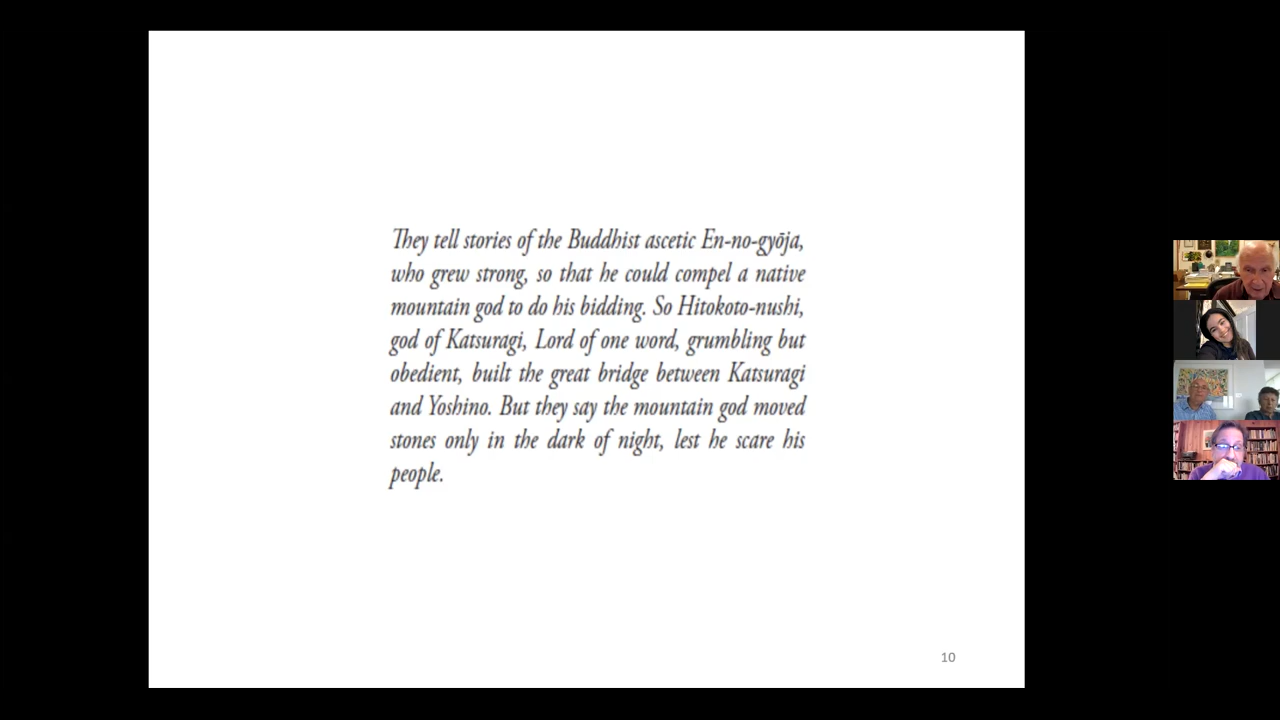 They tell stories of the Buddhist ascetic En-no-gyōja,
who grew strong, so that he could compel a native
mountain god to do his bidding. So Hitokoto-nushi,
god of Katsuragi, Lord of one word, grumbling but
obedient, built the great bridge between Katsuragi
and Yoshino. But they say the mountain god moved
stones only in the dark of night, lest he scare his
people.
10